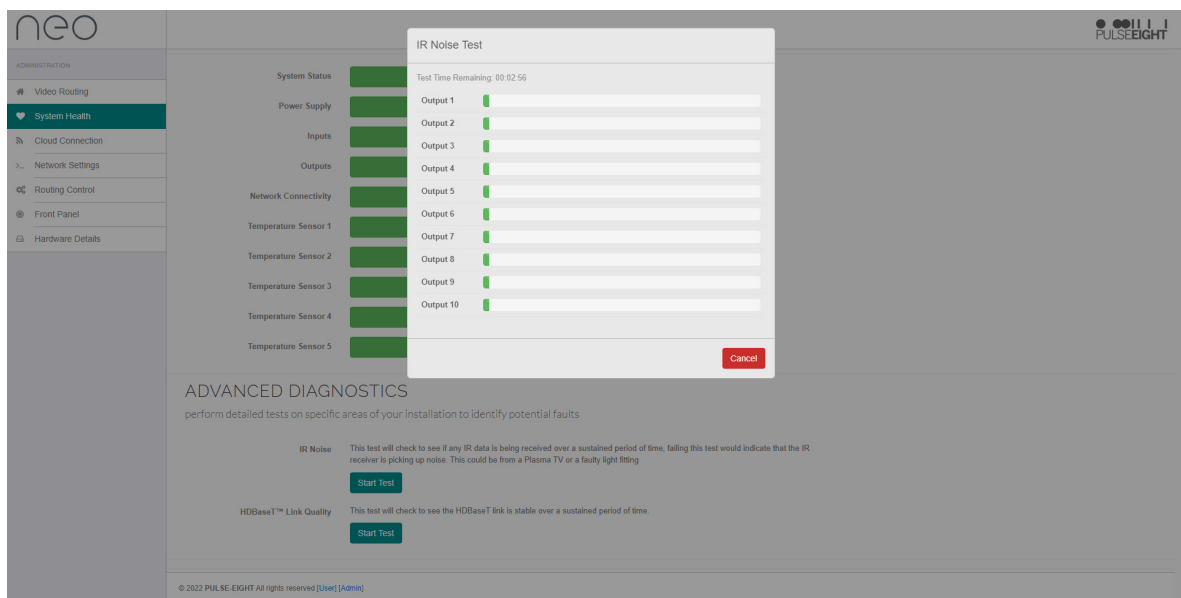 neo
PULSEEIGHT
ADMINISTRATION
Video Routing
System Health
Cloud Connection
Network Settings
Routing Control
Front Panel
Hardware Details
System Status
Power Supply
Inputs
Outputs
Network Connectivity
Temperature Sensor 1
Temperature Sensor 2
Temperature Sensor 3
Temperature Sensor 4
Temperature Sensor 5
IR Noise Test
Test Time Remaining: 00:02:56
Output 1
Output 2
Output 3
Output 4
Output 5
Output 6
Output 7
Output 8
Output 9
Output 10
Cancel
ADVANCED DIAGNOSTICS
perform detailed tests on specific areas of your installation to identify potential faults
IR Noise
This test will check to see if any IR data is being received over a sustained period of time, failing this test would indicate that the IR
receiver is picking up noise. This could be from a Plasma TV or a faulty light fitting
Start Test
HDBaseT™ Link Quality
This test will check to see the HDBaseT link is stable over a sustained period of time.
Start Test
© 2022 PULSE-EIGHT All rights reserved [User] [Admin]